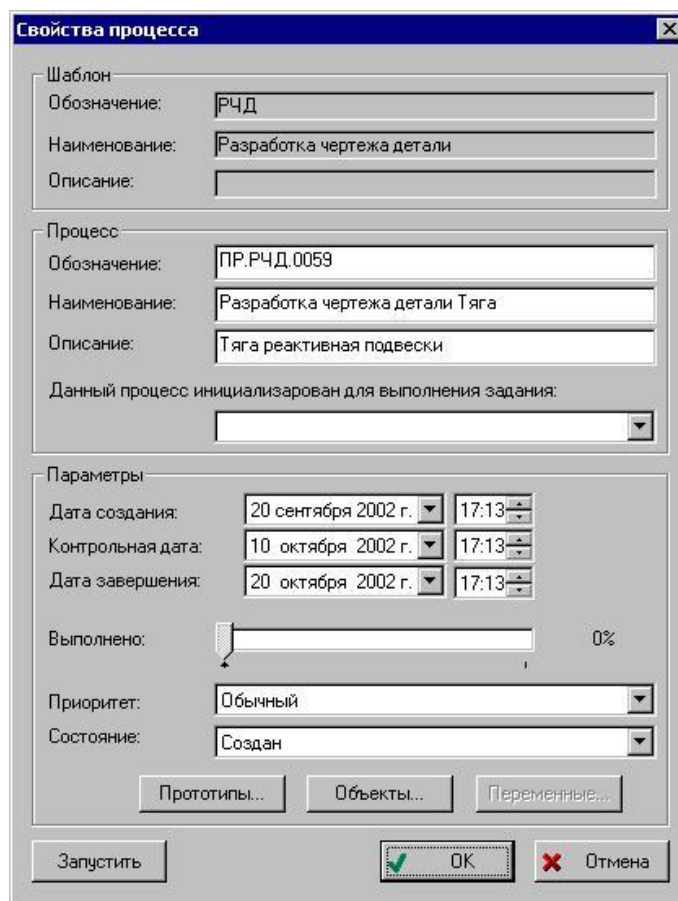 Свойства процесса
Шаблон
Обозначение: РЧД
Наименование: Разработка чертежа детали
Описание:
Процесс
Обозначение: ПР.РЧД.0059
Наименование: Разработка чертежа детали Тяга
Описание: Тяга реактивная подвески
Данный процесс инициализирован для выполнения задания:
Параметры
Дата создания: 20 сентября 2002 г. 17:13
Контрольная дата: 10 октября 2002 г. 17:13
Дата завершения: 20 октября 2002 г. 17:13
Выполнено: 0%
Приоритет: Обычный
Состояние: Создан
Прототипы... Объекты... Переменные...
Запустить OK Отмена